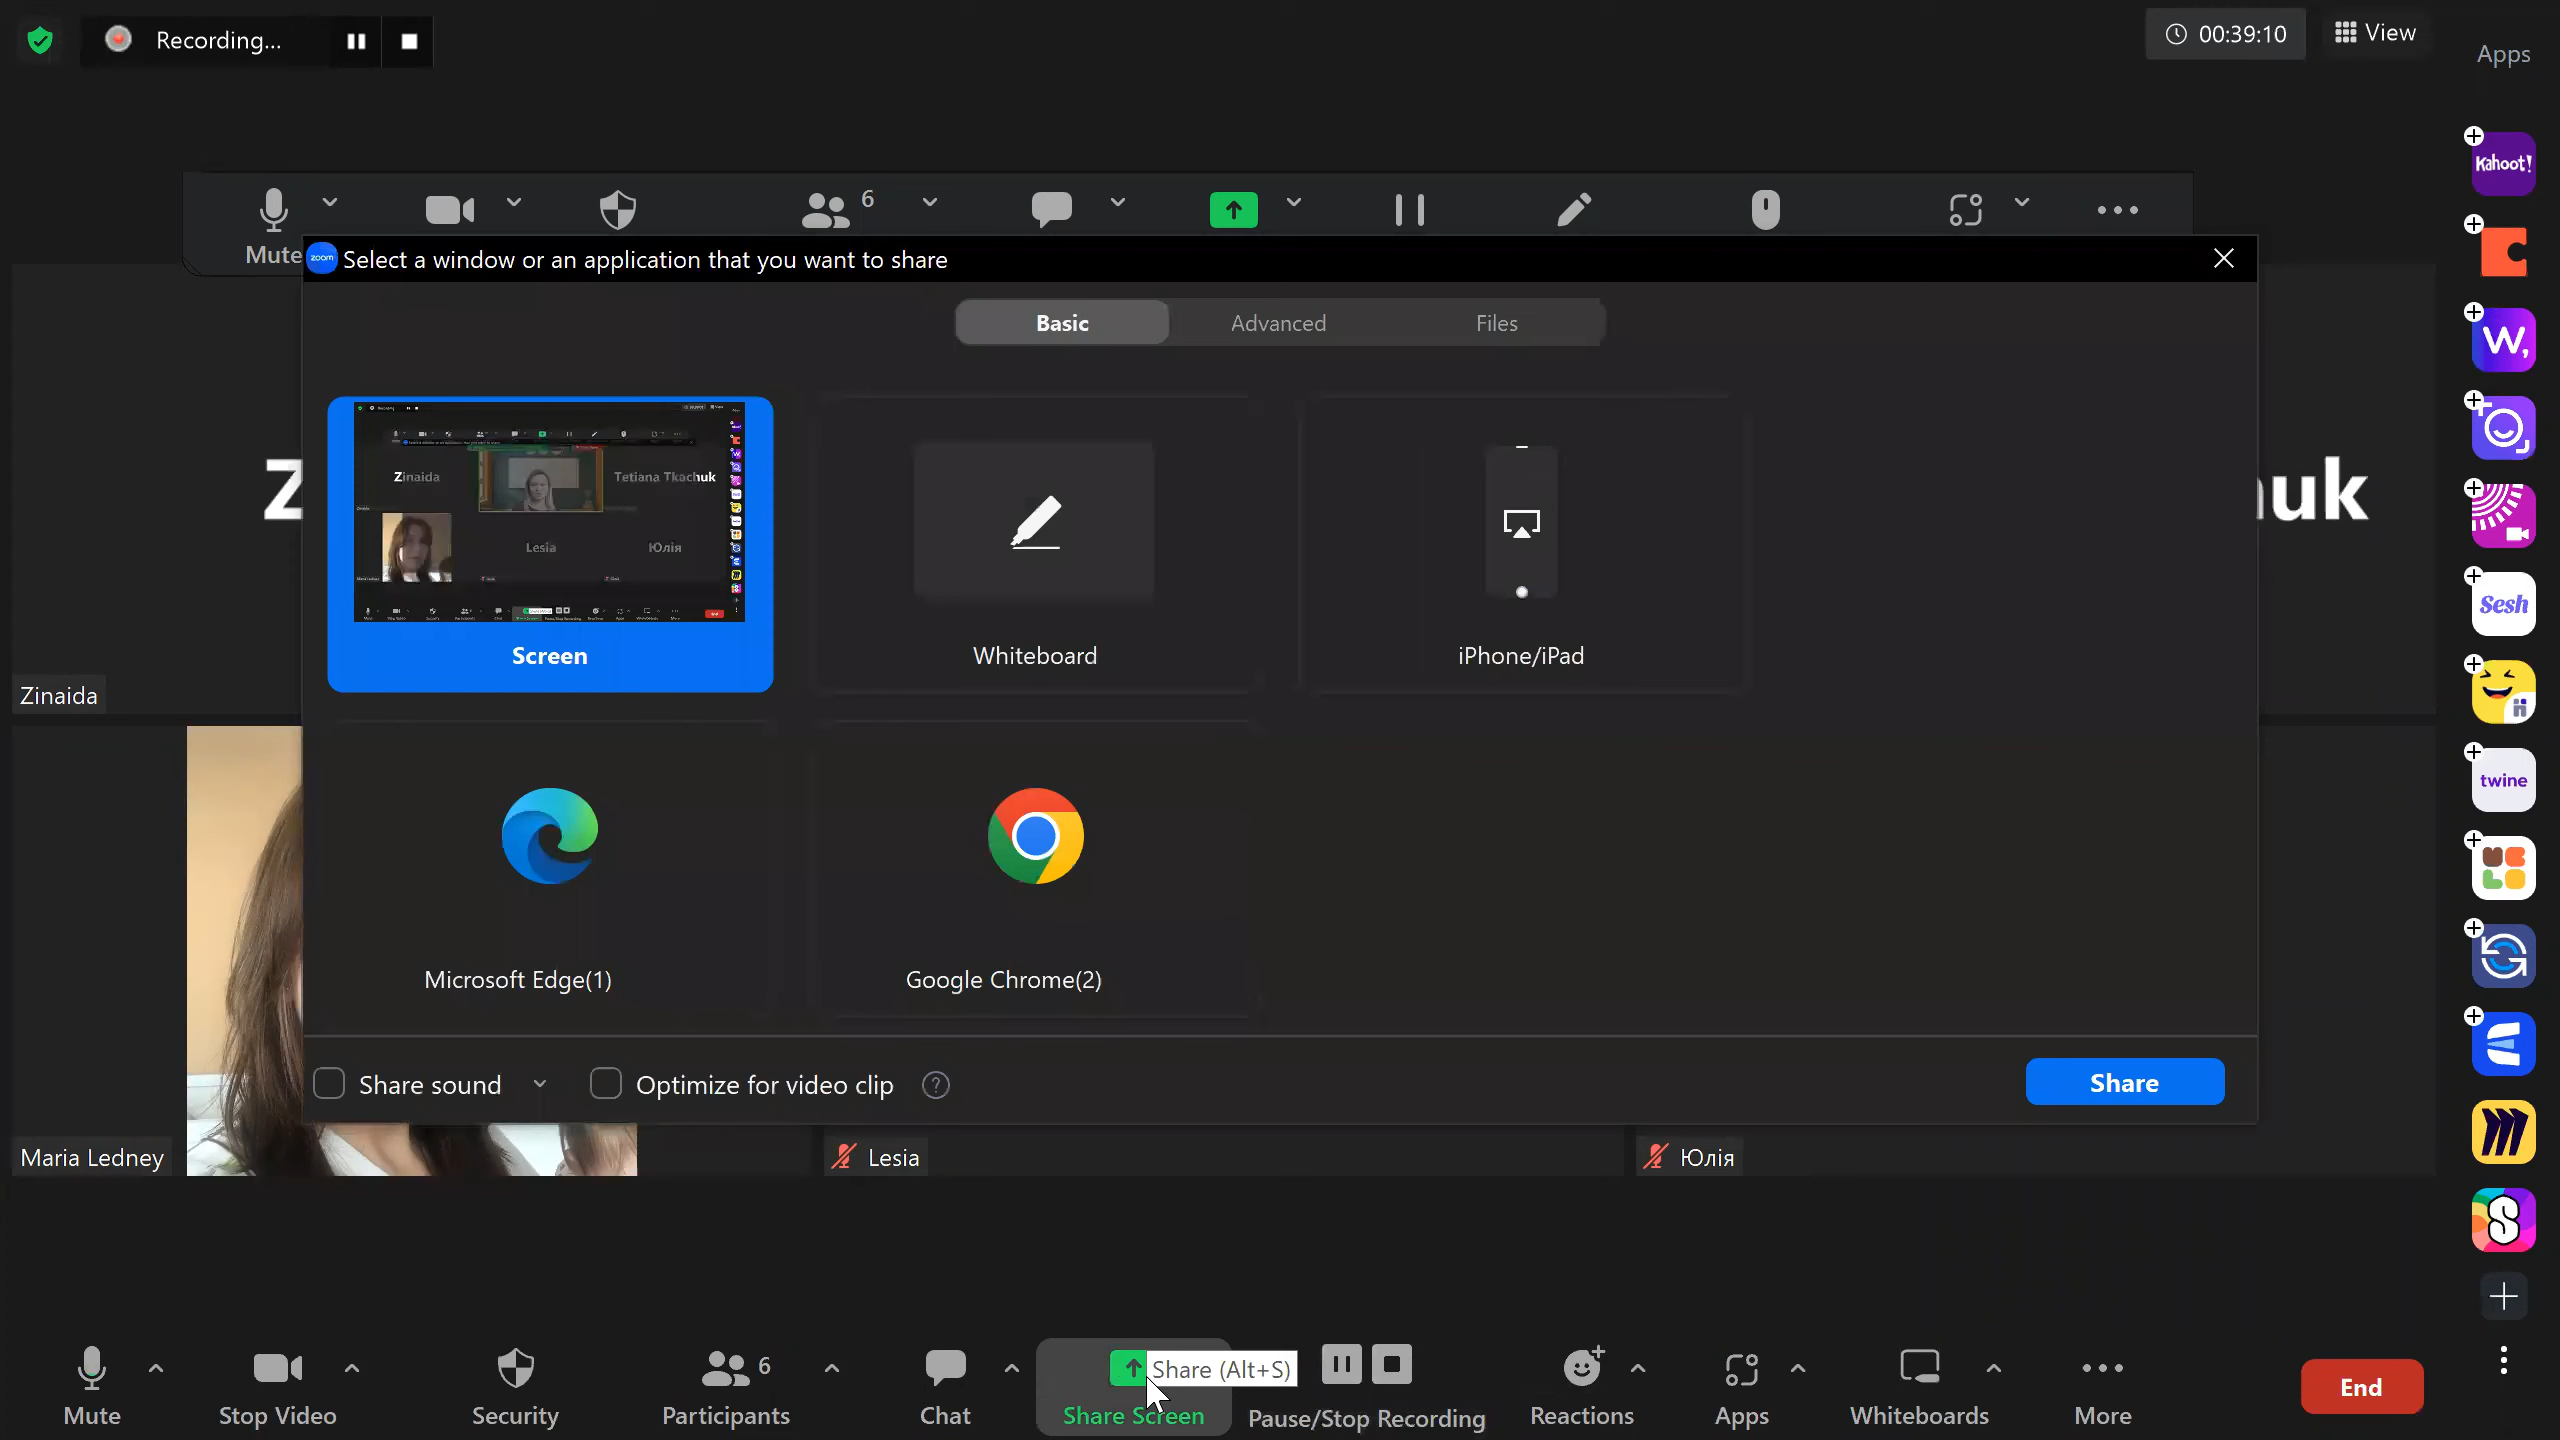 Recording...
00:39:10
View
Apps
6
Mute
zoom
Select a window or an application that you want to share
Basic
Advanced
Files
Kahoot!
W,
Zinaida
Tetiana Tkachuk
Lesia
Юлія
Screen
Whiteboard
iPhone/iPad
Z
uk
Sesh
Zinaida
twine
Microsoft Edge(1)
Google Chrome(2)
Share sound
Optimize for video clip
?
Share
Maria Ledney
Lesia
Юлія
S
6
Share (Alt+S)
Mute
Stop Video
Security
Participants
Chat
Share Screen
Pause/Stop Recording
Reactions
Apps
Whiteboards
More
End